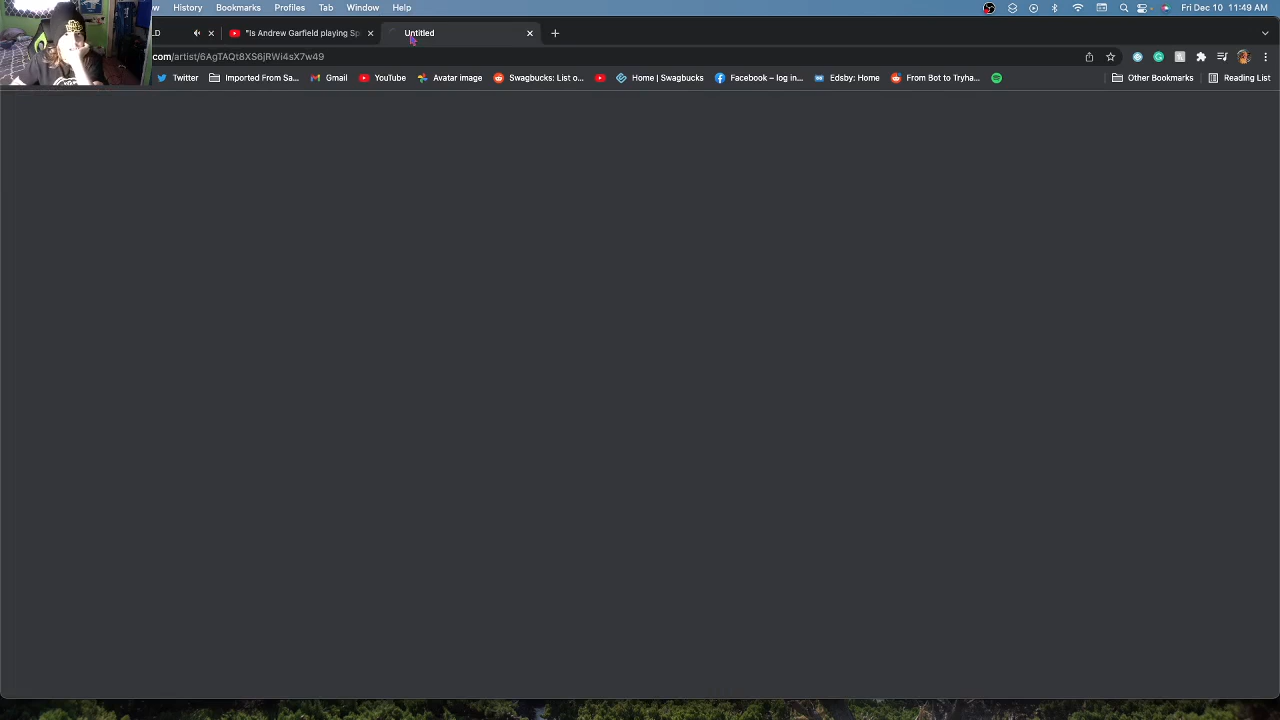 History Bookmarks Profiles Tab Window Help Fri Dec 10 11:49 AM
"Is Andrew Garfield playing Sp Untitled
com/artist/6AgTAQt8XS6jRWi4sX7w49
Twitter Imported From Sa... Gmail YouTube Avatar image Swagbucks: List o... Home | Swagbucks Facebook – log in... Edsby: Home From Bot to Tryha... Other Bookmarks Reading List